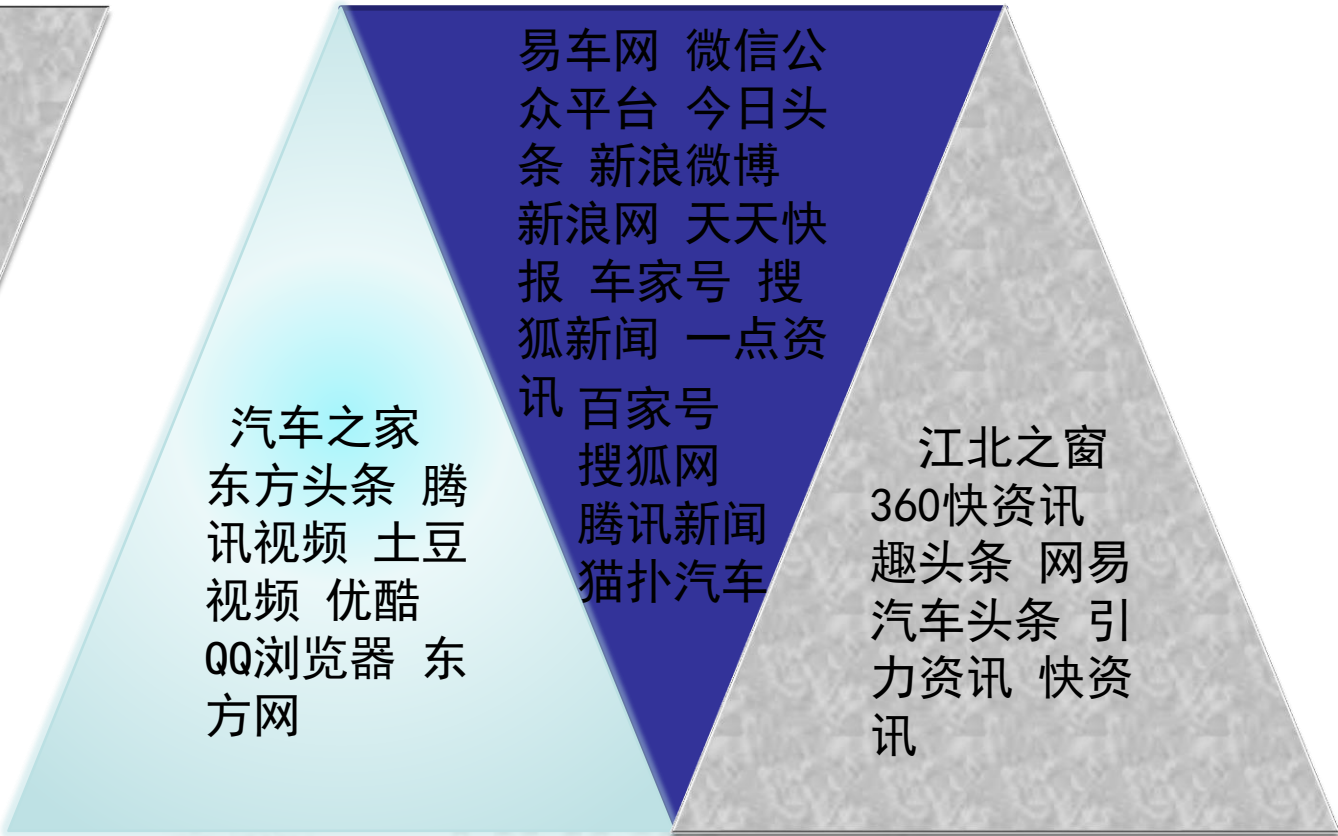 汽车之家
东方头条 腾
讯视频 土豆
视频 优酷
QQ浏览器 东
方网
易车网 微信公
众平台 今日头
条 新浪微博
新浪网 天天快
报 车家号 搜
狐新闻 一点资
讯
百家号
搜狐网
腾讯新闻
猫扑汽车
江北之窗
360快资讯
趣头条 网易
汽车头条 引
力资讯 快资
讯